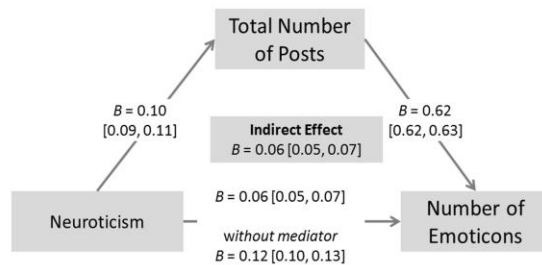 Total Number
of Posts
B = 0.10
[0.09, 0.11]
B = 0.62
[0.62, 0.63]
Indirect Effect
B = 0.06 [0.05, 0.07]
Neuroticism
B = 0.06 [0.05, 0.07]
without mediator
B = 0.12 [0.10, 0.13]
Number of
Emoticons